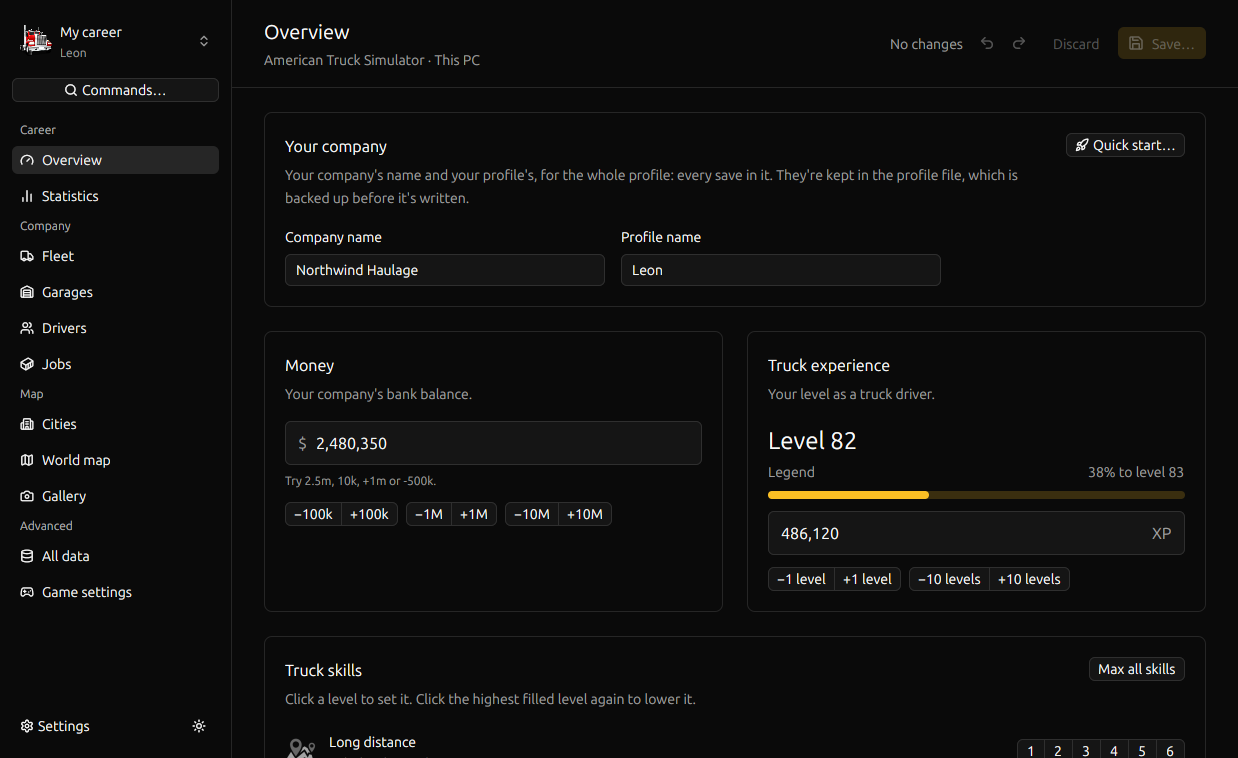 My career
Leon
Commands…
Career
Overview
Statistics
Company
Fleet
Garages
Drivers
Jobs
Map
Cities
World map
Gallery
Advanced
All data
Game settings
Settings
Overview
American Truck Simulator · This PC
No changes
Discard
Save…
Your company
Quick start…
Your company's name and your profile's, for the whole profile: every save in it. They're kept in the profile file, which is
backed up before it's written.
Company name
Profile name
Northwind Haulage
Leon
Money
Your company's bank balance.
$ 2,480,350
Try 2.5m, 10k, +1m or -500k.
−100k +100k −1M +1M −10M +10M
Truck experience
Your level as a truck driver.
Level 82
Legend
38% to level 83
486,120 XP
−1 level +1 level −10 levels +10 levels
Truck skills
Max all skills
Click a level to set it. Click the highest filled level again to lower it.
Long distance
1 2 3 4 5 6